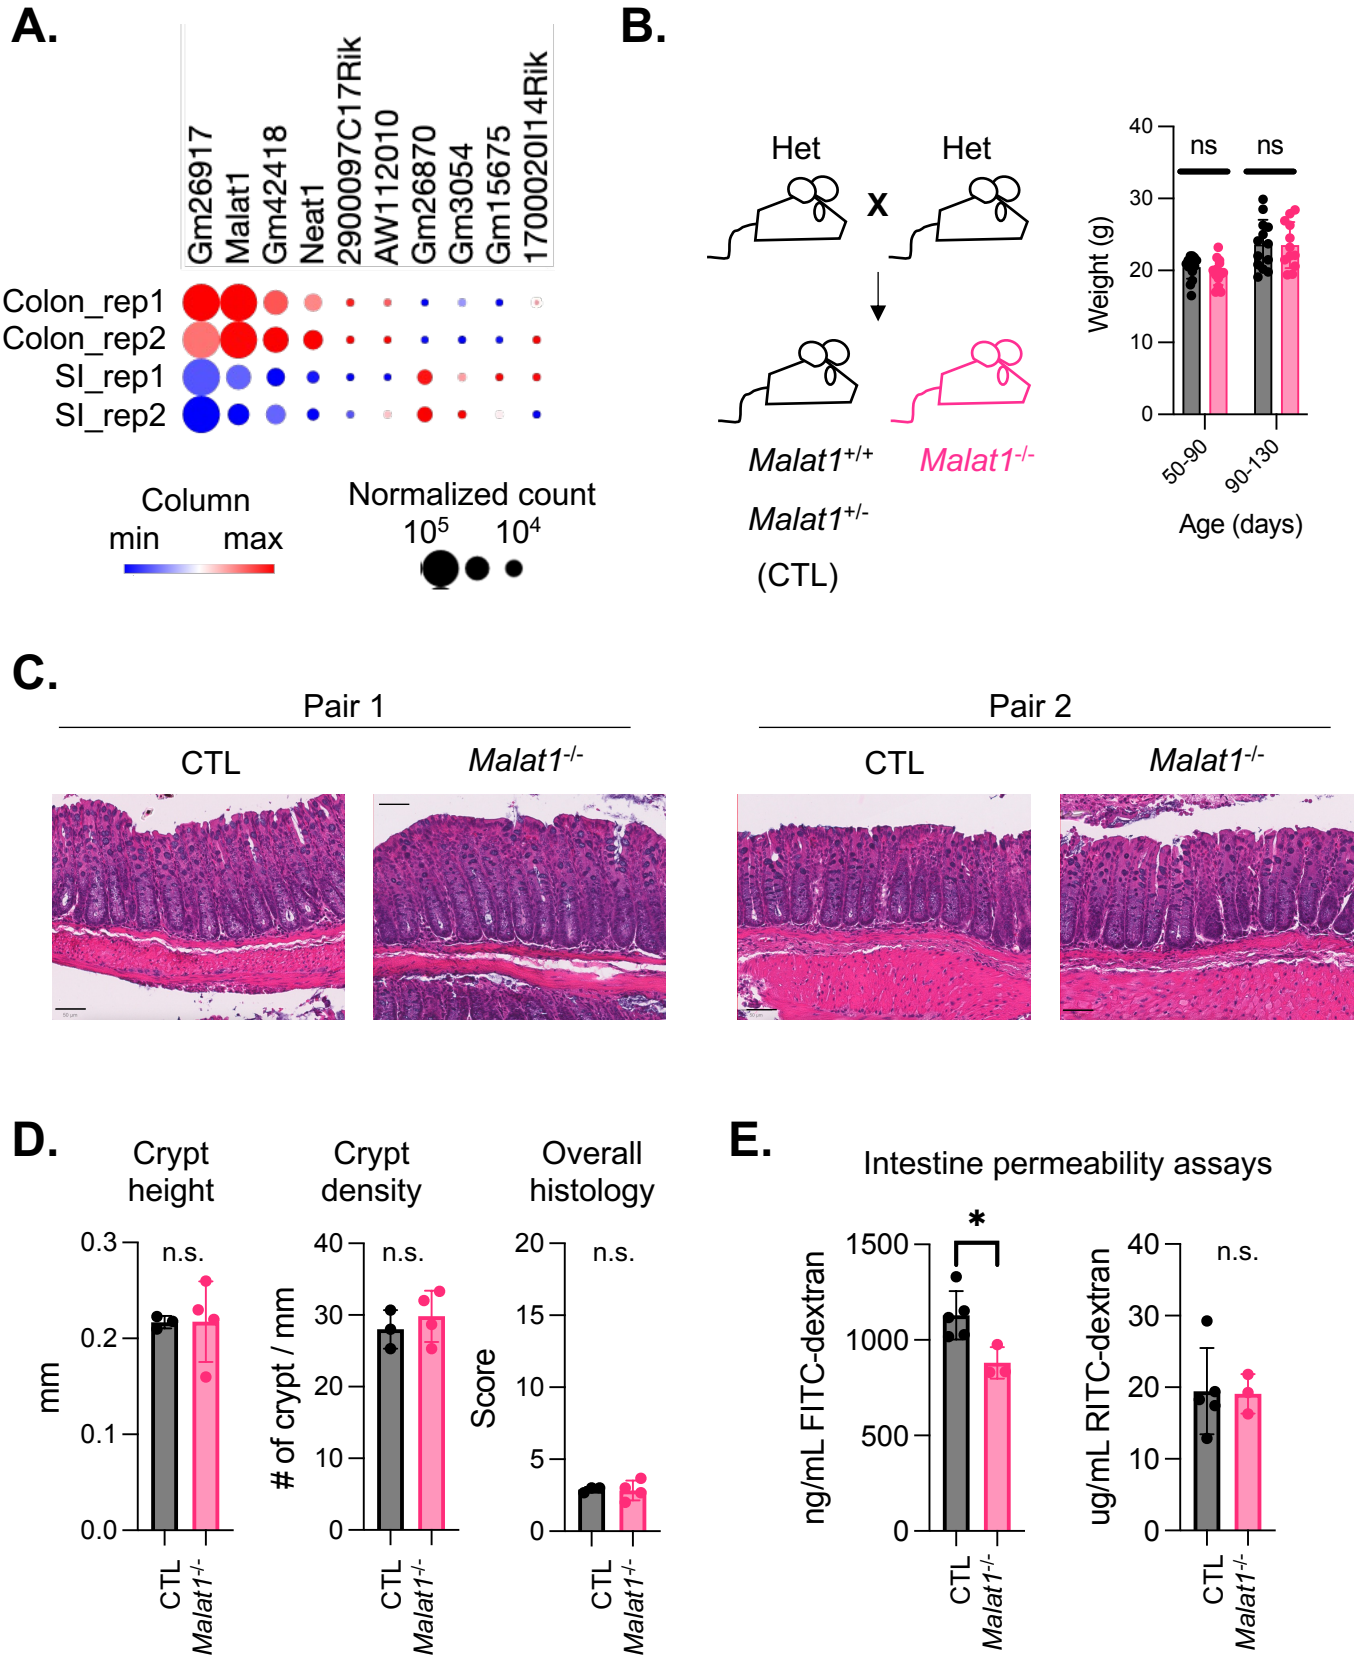 A.
Gm26917
Malat1
Gm42418
Neat1
2900097C17Rik
AW112010
Gm26870
Gm3054
Gm15675
1700020I14Rik
Colon_rep1
Colon_rep2
SI_rep1
SI_rep2
Column
min max
Normalized count
10⁵ 10⁴
B.
Het Het
X
Malat1+/+ Malat1-/-
Malat1+/-
(CTL)
Weight (g)
40
30
20
10
0
ns ns
50-90 90-130
Age (days)
C.
Pair 1 Pair 2
CTL Malat1-/- CTL Malat1-/-
50 µm
D.
Crypt
height
mm
0.3
0.2
0.1
0.0
n.s.
CTL
Malat1-/-
Crypt
density
# of crypt / mm
40
30
20
10
0
n.s.
CTL
Malat1-/-
Overall
histology
Score
20
15
10
5
0
n.s.
CTL
Malat1-/-
E.
Intestine permeability assays
ng/mL FITC-dextran
1500
1000
500
0
*
CTL
Malat1-/-
ug/mL RITC-dextran
40
30
20
10
0
n.s.
CTL
Malat1-/-